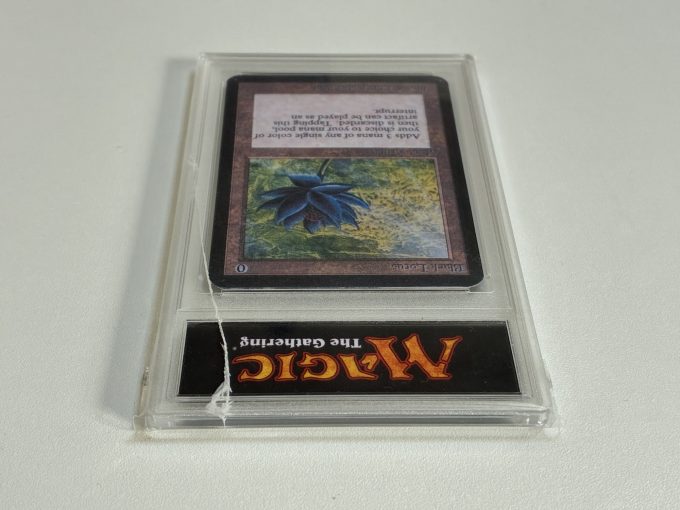 MAGIC
The Gathering®
Black Lotus
0
Adds 3 mana of any single color of
your choice to your mana pool,
then is discarded. Tapping this
artifact can be played as an
interrupt.